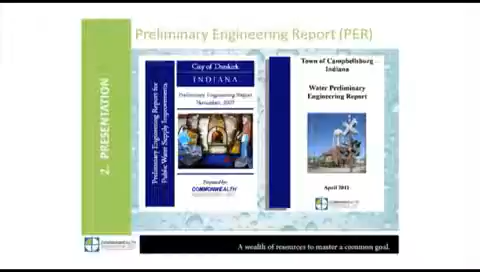 Preliminary Engineering Report (PER)
2. PRESENTATION
Preliminary Engineering Report for
Public Water Supply Improvements
City of Dunkirk
INDIANA
Preliminary Engineering Report
November, 2007
Prepared by:
COMMONWEALTH
Town of Campbellsburg
Indiana
Water Preliminary
Engineering Report
April 2011
COMMONWEALTH
A wealth of resources to master a common goal.